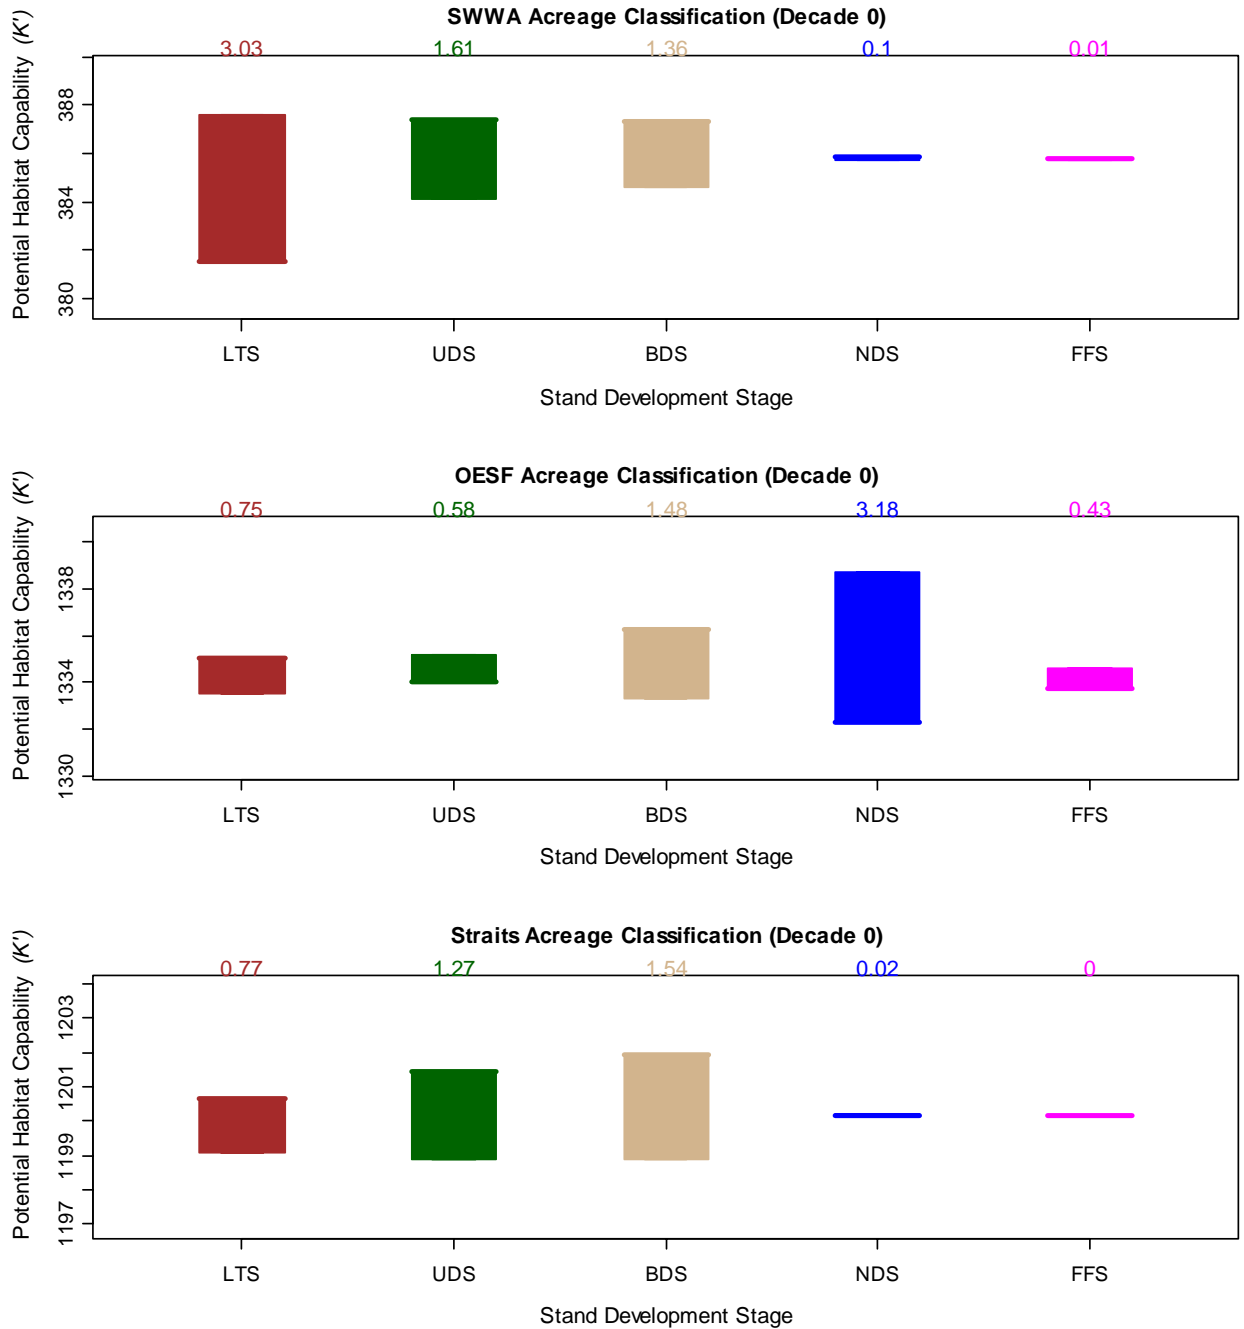 SWWA Acreage Classification (Decade 0)
3.03 1.61 1.36 0.1 0.01
Potential Habitat Capability (K')
388
384
380
LTS UDS BDS NDS FFS
Stand Development Stage
OESF Acreage Classification (Decade 0)
0.75 0.58 1.48 3.18 0.43
Potential Habitat Capability (K')
1338
1334
1330
LTS UDS BDS NDS FFS
Stand Development Stage
Straits Acreage Classification (Decade 0)
0.77 1.27 1.54 0.02 0
Potential Habitat Capability (K')
1203
1201
1199
1197
LTS UDS BDS NDS FFS
Stand Development Stage